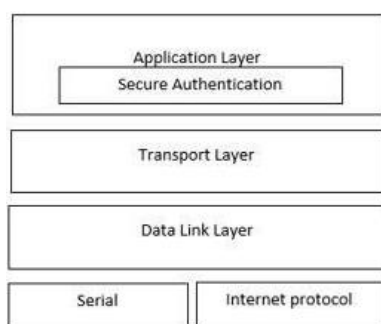 Application Layer
Secure Authentication
Transport Layer
Data Link Layer
Serial
Internet protocol